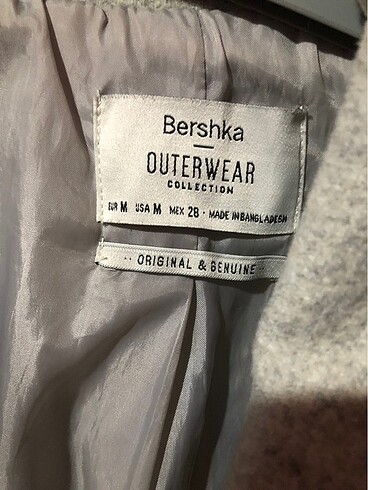 Bershka
OUTERWEAR
COLLECTION
EUR M USA M MEX 28 · MADE IN BANGLADESH
·· ORIGINAL & GENUINE